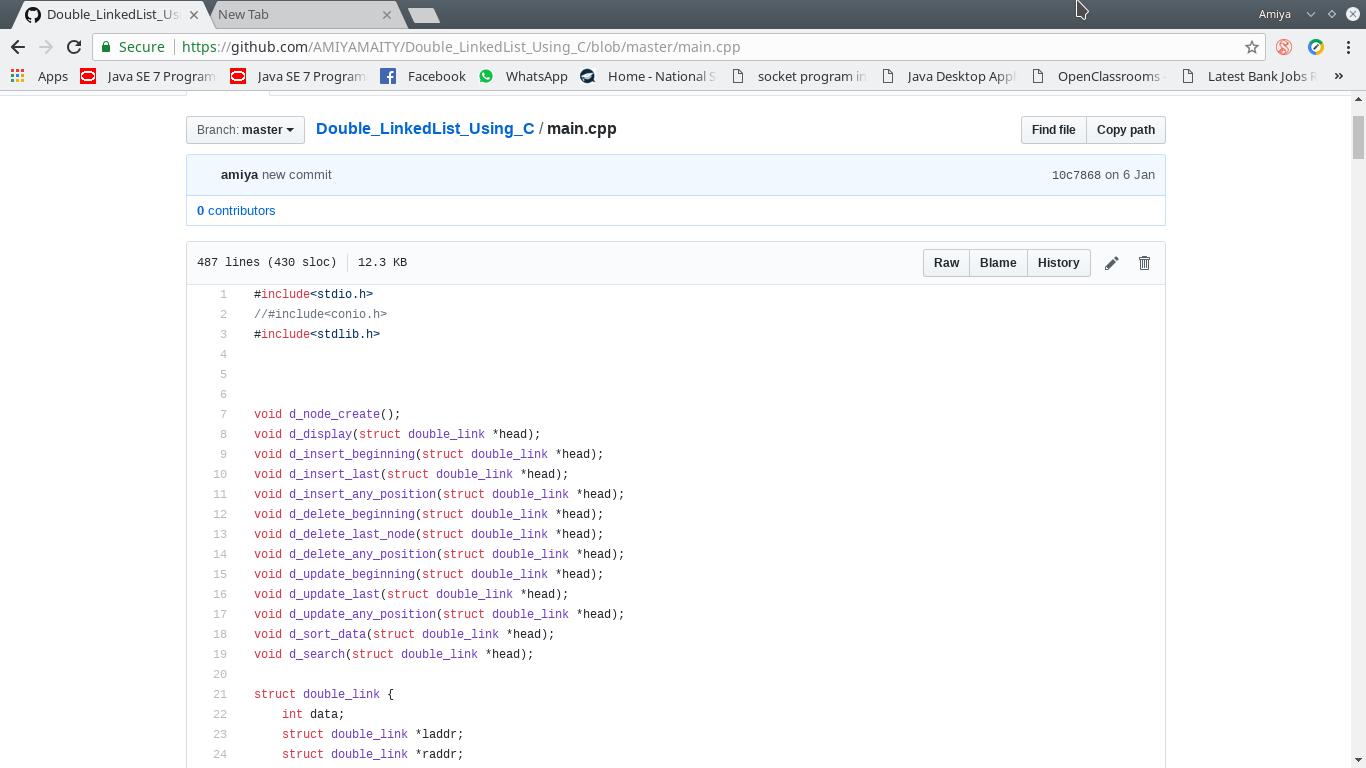 Double_LinkedList_Us New Tab Amiya
Secure https://github.com/AMIYAMAITY/Double_LinkedList_Using_C/blob/master/main.cpp
Apps Java SE 7 Program Java SE 7 Program Facebook WhatsApp Home - National S socket program in Java Desktop Appl OpenClassrooms - Latest Bank Jobs R »
Branch: master Double_LinkedList_Using_C / main.cpp Find file Copy path
amiya new commit 10c7868 on 6 Jan
0 contributors
487 lines (430 sloc) 12.3 KB Raw Blame History
1 #include<stdio.h>
2 //#include<conio.h>
3 #include<stdlib.h>
4
5
6
7 void d_node_create();
8 void d_display(struct double_link *head);
9 void d_insert_beginning(struct double_link *head);
10 void d_insert_last(struct double_link *head);
11 void d_insert_any_position(struct double_link *head);
12 void d_delete_beginning(struct double_link *head);
13 void d_delete_last_node(struct double_link *head);
14 void d_delete_any_position(struct double_link *head);
15 void d_update_beginning(struct double_link *head);
16 void d_update_last(struct double_link *head);
17 void d_update_any_position(struct double_link *head);
18 void d_sort_data(struct double_link *head);
19 void d_search(struct double_link *head);
20
21 struct double_link {
22 int data;
23 struct double_link *laddr;
24 struct double_link *raddr;